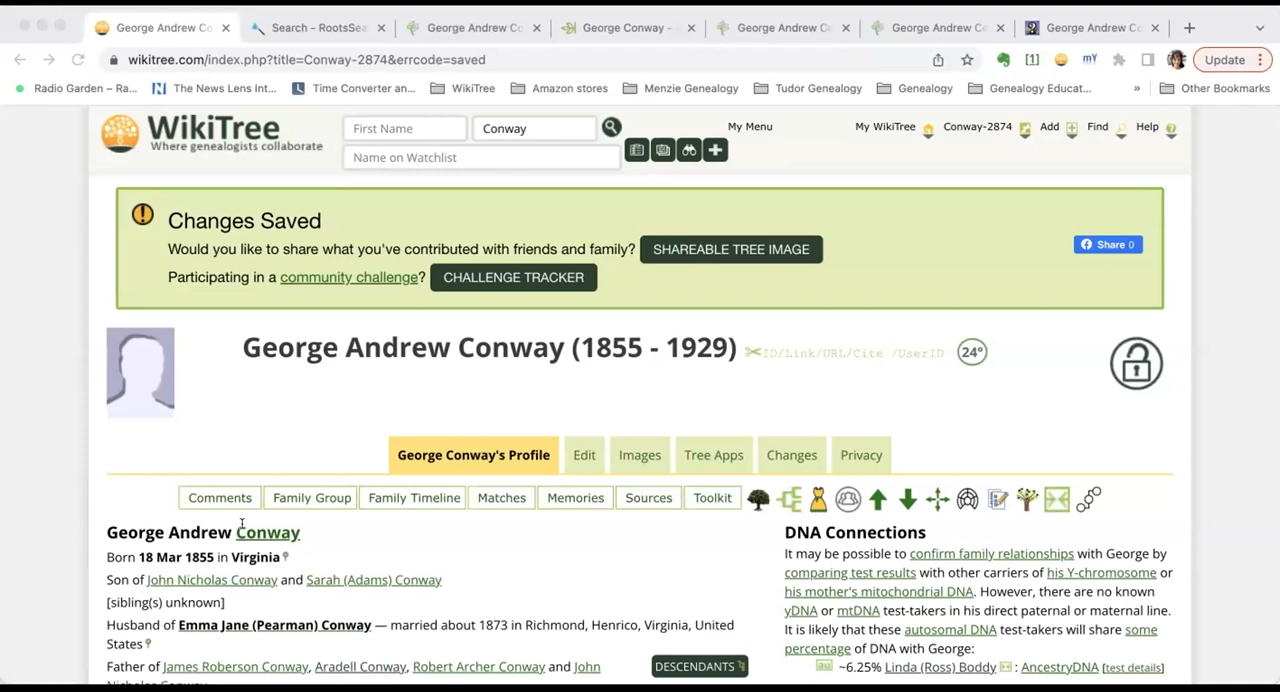 George Andrew Co
Search – RootsSea
George Andrew Co
George Conway -
George Andrew Co
George Andrew Co
George Andrew Co
wikitree.com/index.php?title=Conway-2874&errcode=saved
[1]
mY
Update
Radio Garden – Ra...
The News Lens Int...
Time Converter an...
WikiTree
Amazon stores
Menzie Genealogy
Tudor Genealogy
Genealogy
Genealogy Educat...
»
Other Bookmarks
WikiTree
Where genealogists collaborate
First Name
Conway
Name on Watchlist
My Menu
My WikiTree
Conway-2874
Add
Find
Help
Changes Saved
Would you like to share what you've contributed with friends and family? SHAREABLE TREE IMAGE
Share 0
Participating in a community challenge? CHALLENGE TRACKER
George Andrew Conway (1855 - 1929) ID/Link/URL/Cite /UserID 24°
George Conway's Profile
Edit
Images
Tree Apps
Changes
Privacy
Comments
Family Group
Family Timeline
Matches
Memories
Sources
Toolkit
George Andrew Conway
Born 18 Mar 1855 in Virginia
Son of John Nicholas Conway and Sarah (Adams) Conway
[sibling(s) unknown]
Husband of Emma Jane (Pearman) Conway — married about 1873 in Richmond, Henrico, Virginia, United
States
Father of James Roberson Conway, Aradell Conway, Robert Archer Conway and John
Nicholas Conway
DESCENDANTS
DNA Connections
It may be possible to confirm family relationships with George by
comparing test results with other carriers of his Y-chromosome or
his mother's mitochondrial DNA. However, there are no known
yDNA or mtDNA test-takers in his direct paternal or maternal line.
It is likely that these autosomal DNA test-takers will share some
percentage of DNA with George:
au ~6.25% Linda (Ross) Boddy : AncestryDNA [test details]